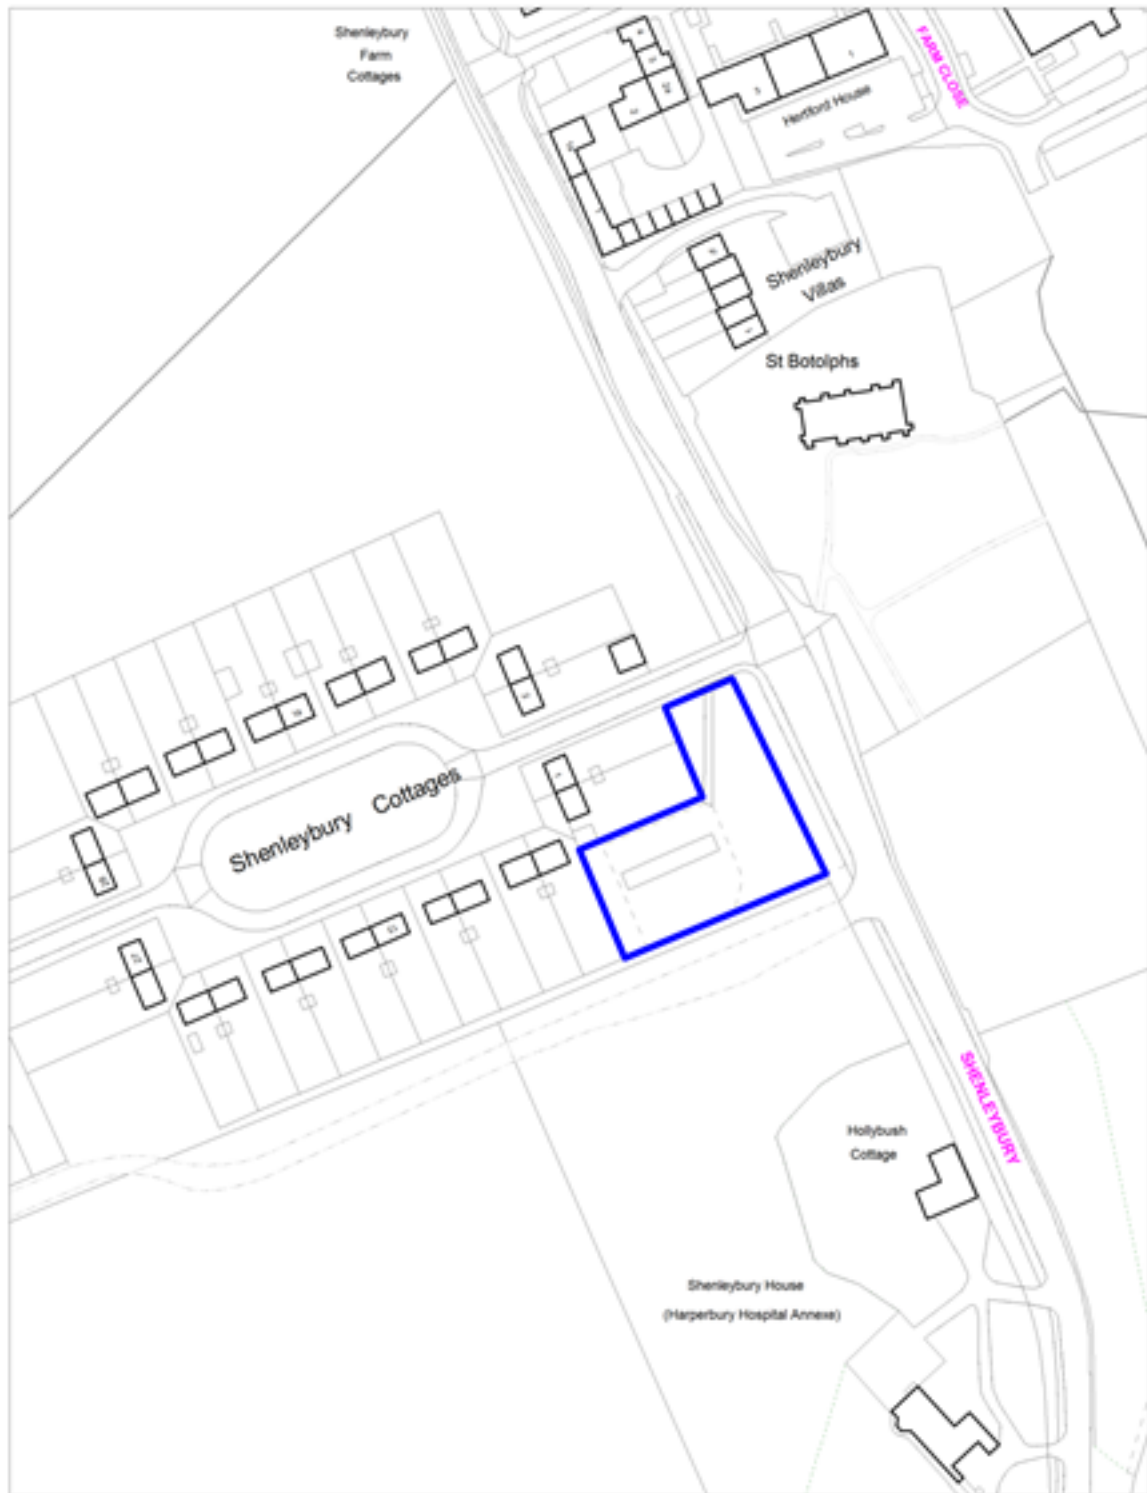 Shenleybury
Farm
Cottages
FARM CLOSE
Hertford House
Shenleybury
Villas
St Botolphs
Shenleybury Cottages
SHENLEYBURY
Hollybush
Cottage
Shenleybury House
(Harperbury Hospital Annexe)